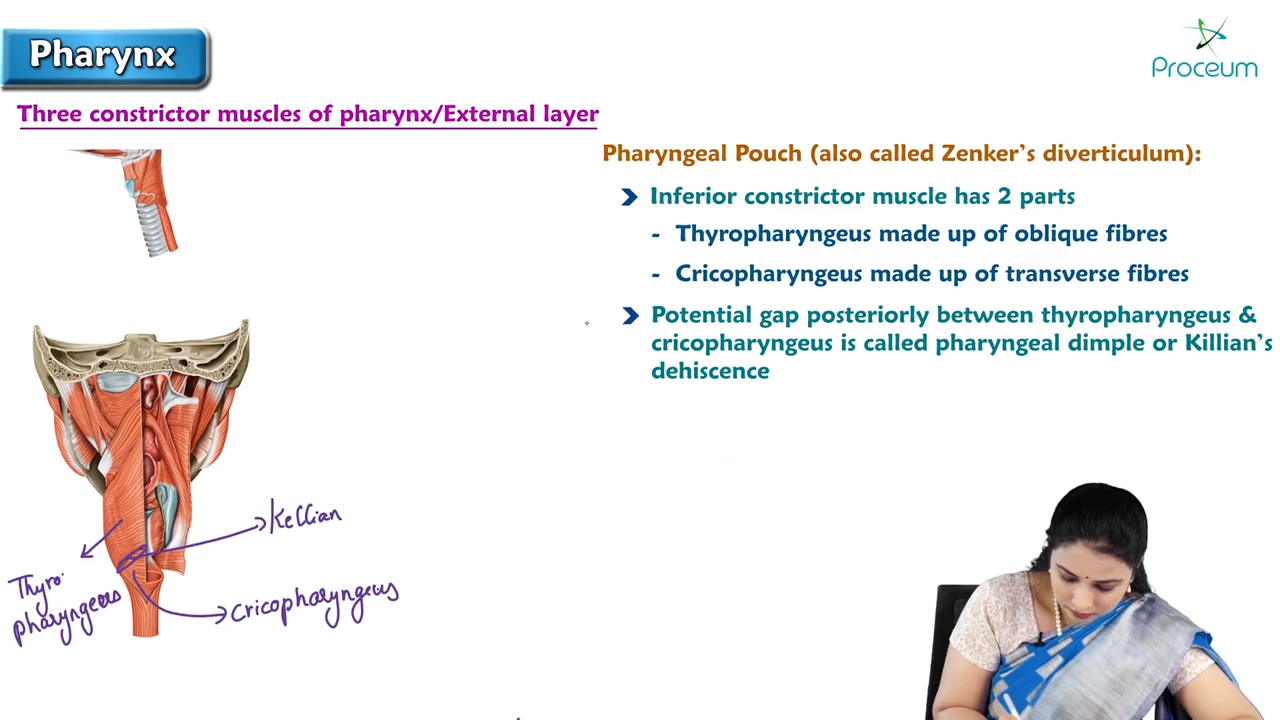 Pharynx
Proceum
Three constrictor muscles of pharynx/External layer
Pharyngeal Pouch (also called Zenker's diverticulum):
Inferior constrictor muscle has 2 parts
- Thyropharyngeus made up of oblique fibres
- Cricopharyngeus made up of transverse fibres
Potential gap posteriorly between thyropharyngeus &
cricopharyngeus is called pharyngeal dimple or Killian's
dehiscence
Kellian
Thyro-
pharyngeus
Cricopharyngeus